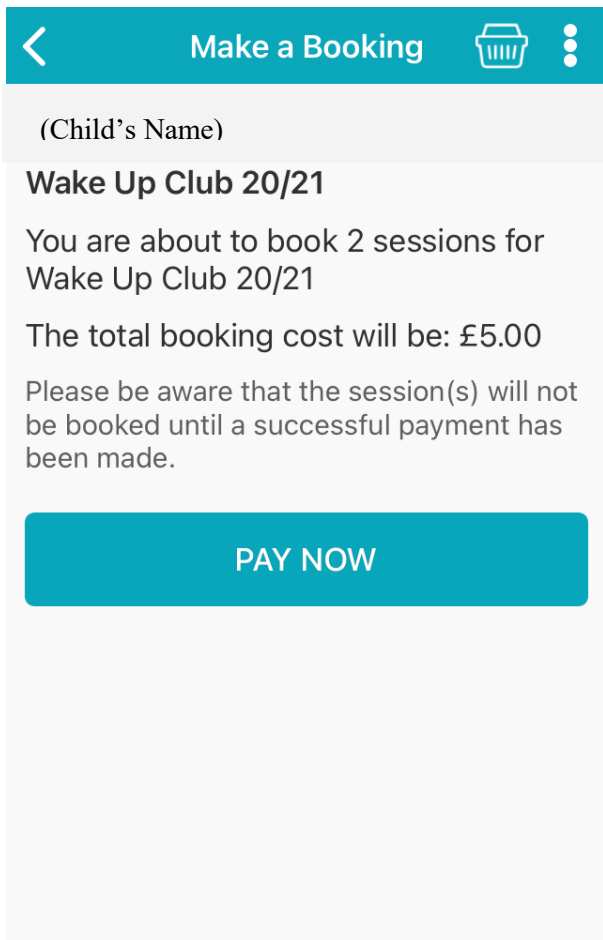 Make a Booking
(Child's Name)
Wake Up Club 20/21
You are about to book 2 sessions for
Wake Up Club 20/21
The total booking cost will be: £5.00
Please be aware that the session(s) will not
be booked until a successful payment has
been made.
PAY NOW